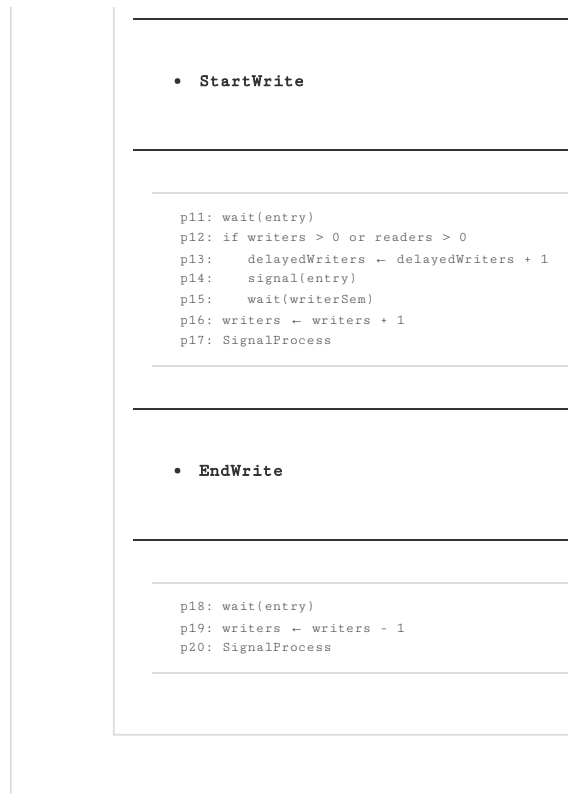 • StartWrite
p11: wait(entry)
p12: if writers > 0 or readers > 0
p13:    delayedWriters ← delayedWriters + 1
p14:    signal(entry)
p15:    wait(writerSem)
p16: writers ← writers + 1
p17: SignalProcess
• EndWrite
p18: wait(entry)
p19: writers ← writers - 1
p20: SignalProcess